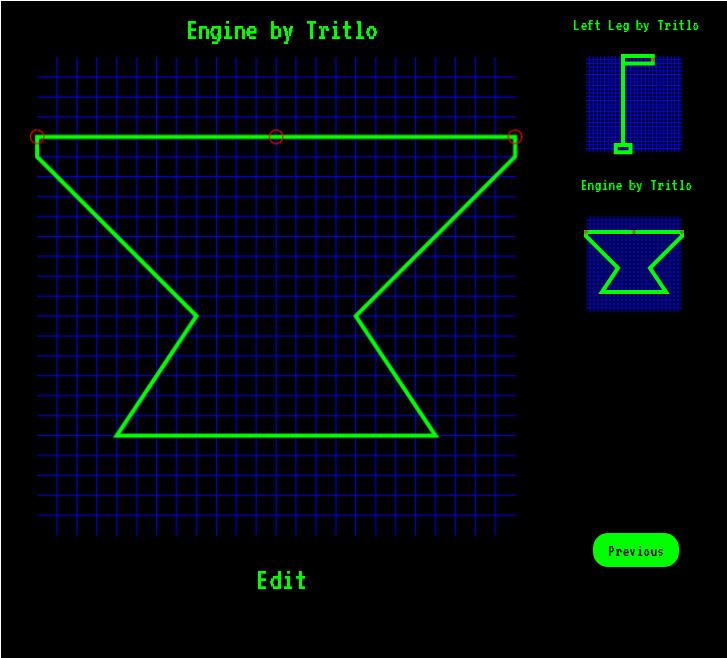 Engine by Tritlo
Left Leg by Tritlo
Engine by Tritlo
Previous
Edit